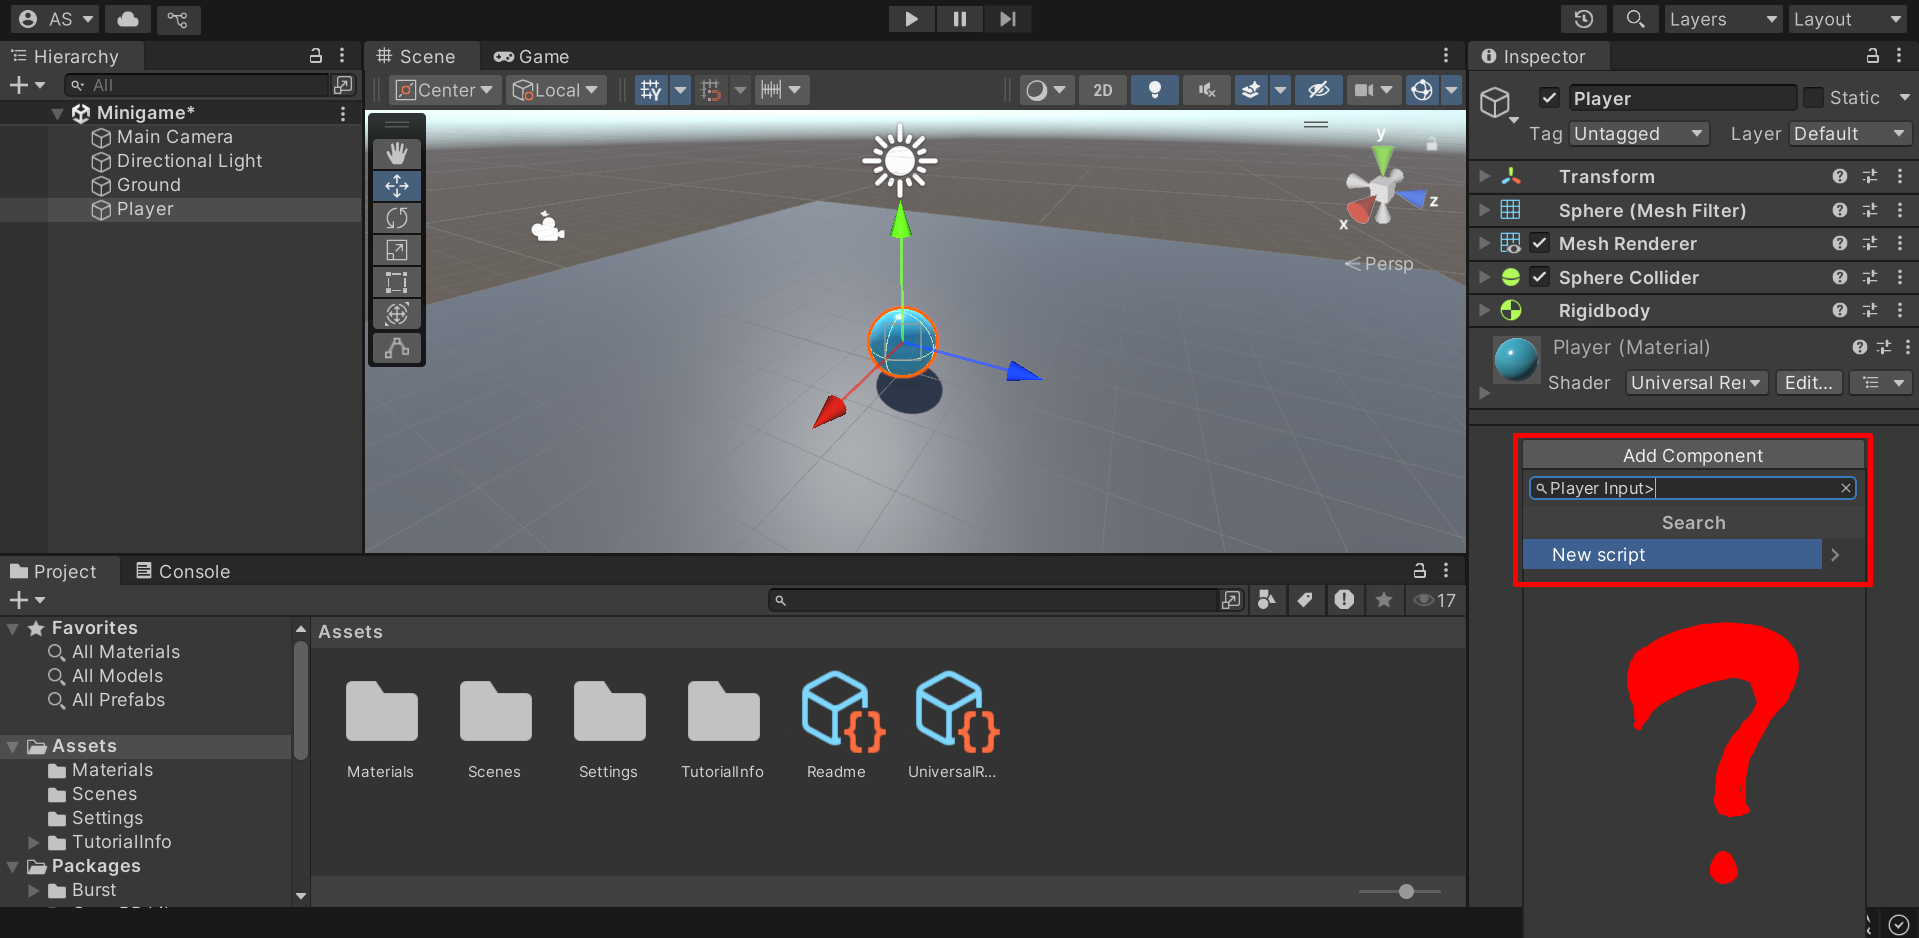 AS
Layers
Layout
Hierarchy
All
Minigame*
Main Camera
Directional Light
Ground
Player
Scene
Game
Center
Local
2D
y
z
x
Persp
Inspector
Player
Static
Tag
Untagged
Layer
Default
Transform
Sphere (Mesh Filter)
Mesh Renderer
Sphere Collider
Rigidbody
Player (Material)
Shader
Universal Re
Edit...
Add Component
Player Input>
Search
New script
?
Project
Console
17
Favorites
All Materials
All Models
All Prefabs
Assets
Materials
Scenes
Settings
TutorialInfo
Packages
Burst
Assets
Materials
Scenes
Settings
TutorialInfo
Readme
UniversalR...